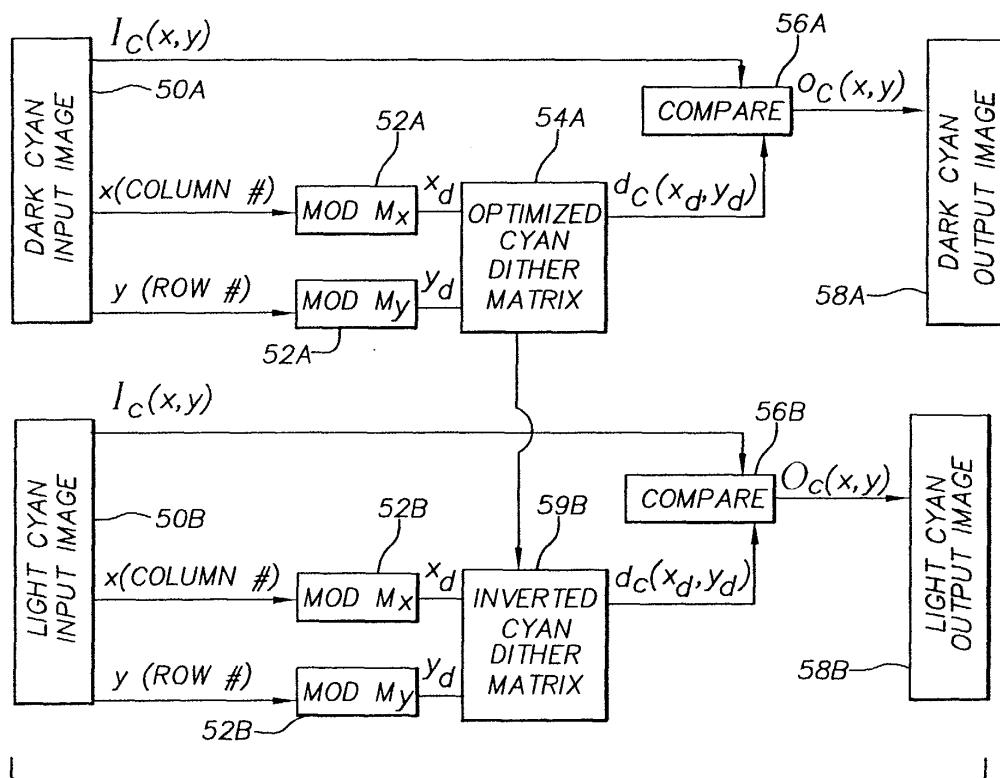 I_C(x,y)
50A
DARK CYAN
INPUT IMAGE
x(COLUMN #)
y (ROW #)
52A
MOD M_x
MOD M_y
52A
x_d
y_d
54A
OPTIMIZED
CYAN
DITHER
MATRIX
d_C(x_d,y_d)
56A
COMPARE
O_C(x,y)
DARK CYAN
OUTPUT IMAGE
58A
I_C(x,y)
50B
LIGHT CYAN
INPUT IMAGE
x(COLUMN #)
y (ROW #)
52B
MOD M_x
MOD M_y
52B
x_d
y_d
59B
INVERTED
CYAN
DITHER
MATRIX
d_C(x_d,y_d)
56B
COMPARE
O_C(x,y)
LIGHT CYAN
OUTPUT IMAGE
58B